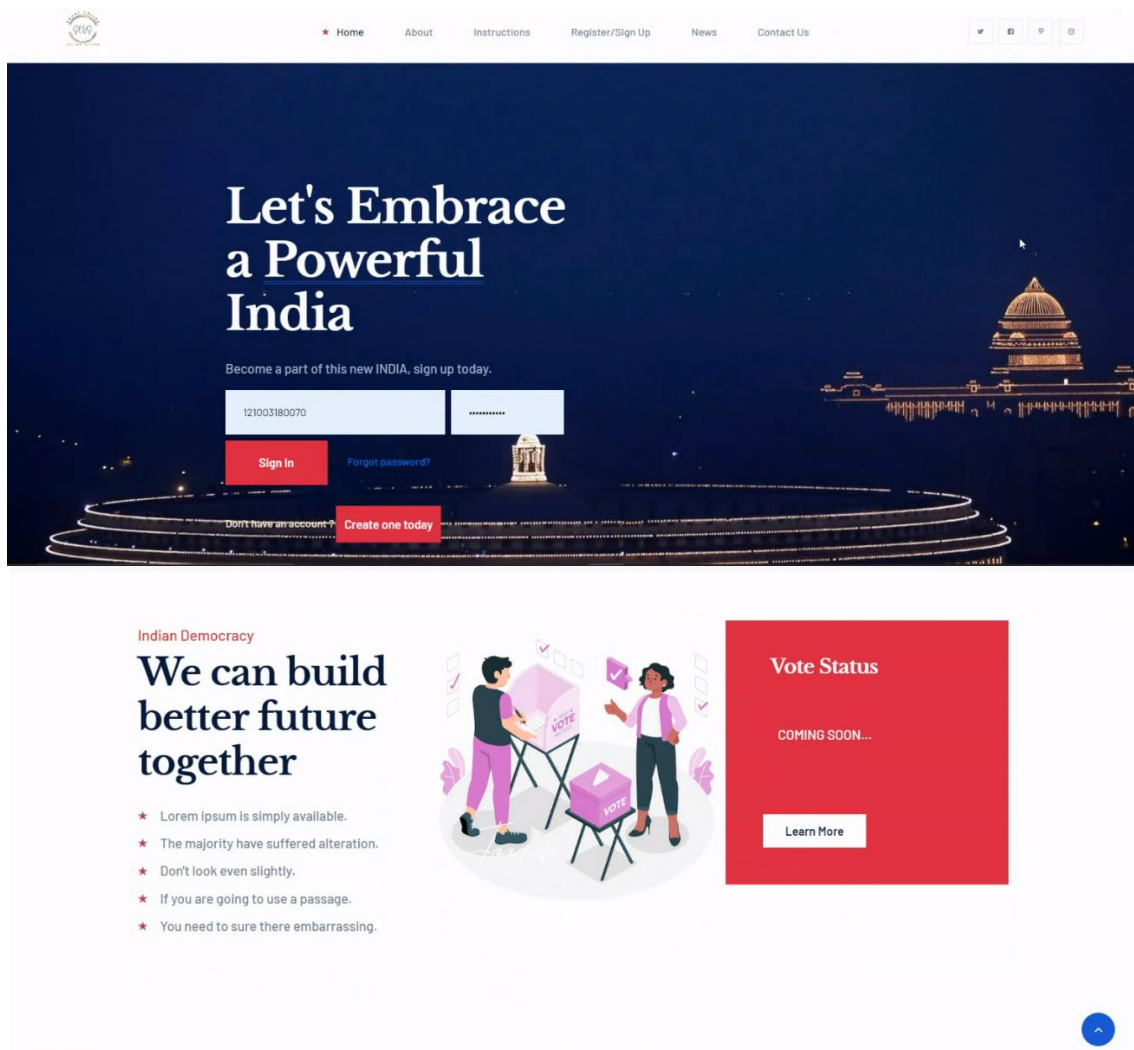 Home About Instructions Register/Sign Up News Contact Us
Let's Embrace
a Powerful
India
Become a part of this new INDIA, sign up today.
121003180070 •••••••••••
Sign In Forgot password?
Don't have an account ? Create one today
Indian Democracy
We can build
better future
together
★ Lorem Ipsum is simply available.
★ The majority have suffered alteration.
★ Don't look even slightly.
★ If you are going to use a passage.
★ You need to sure there embarrassing.
VOTE
VOTE
Vote Status
COMING SOON...
Learn More